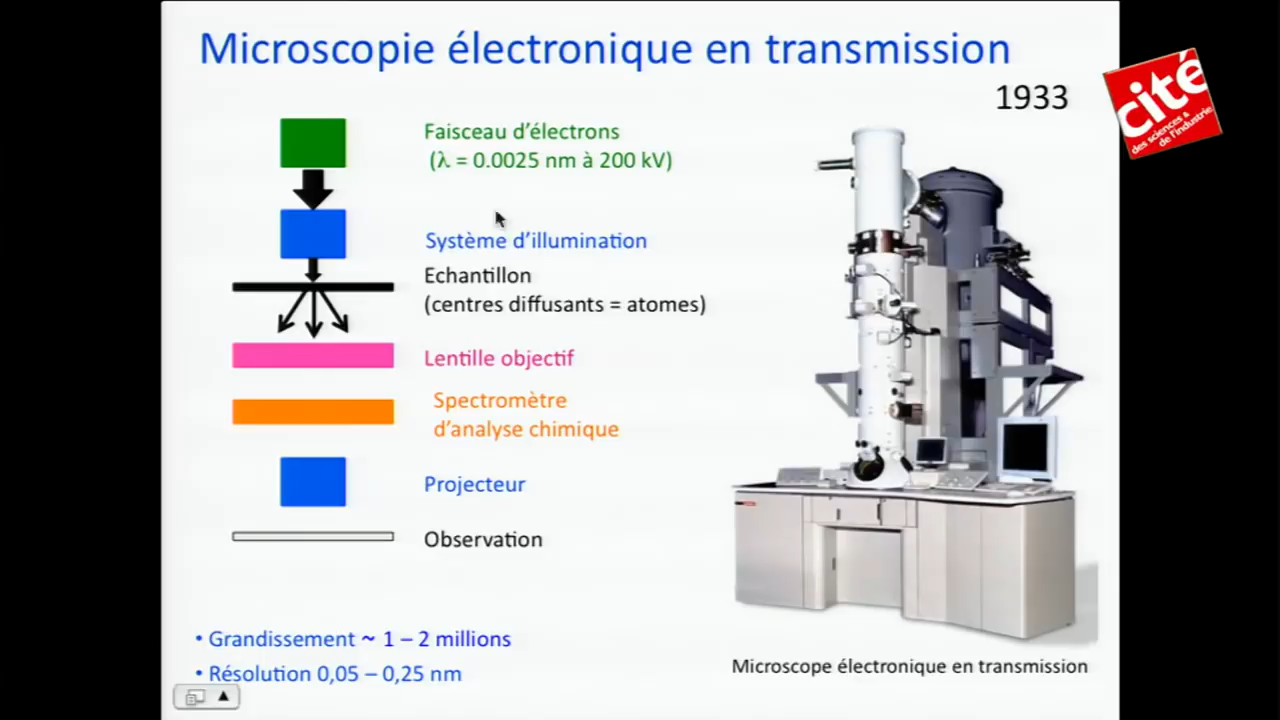 Microscopie électronique en transmission
1933
cité
des sciences &
de l'industrie
Faisceau d'électrons
(λ = 0.0025 nm à 200 kV)
Système d'illumination
Echantillon
(centres diffusants = atomes)
Lentille objectif
Spectromètre
d'analyse chimique
Projecteur
Observation
• Grandissement ~ 1 – 2 millions
• Résolution 0,05 – 0,25 nm
Microscope électronique en transmission